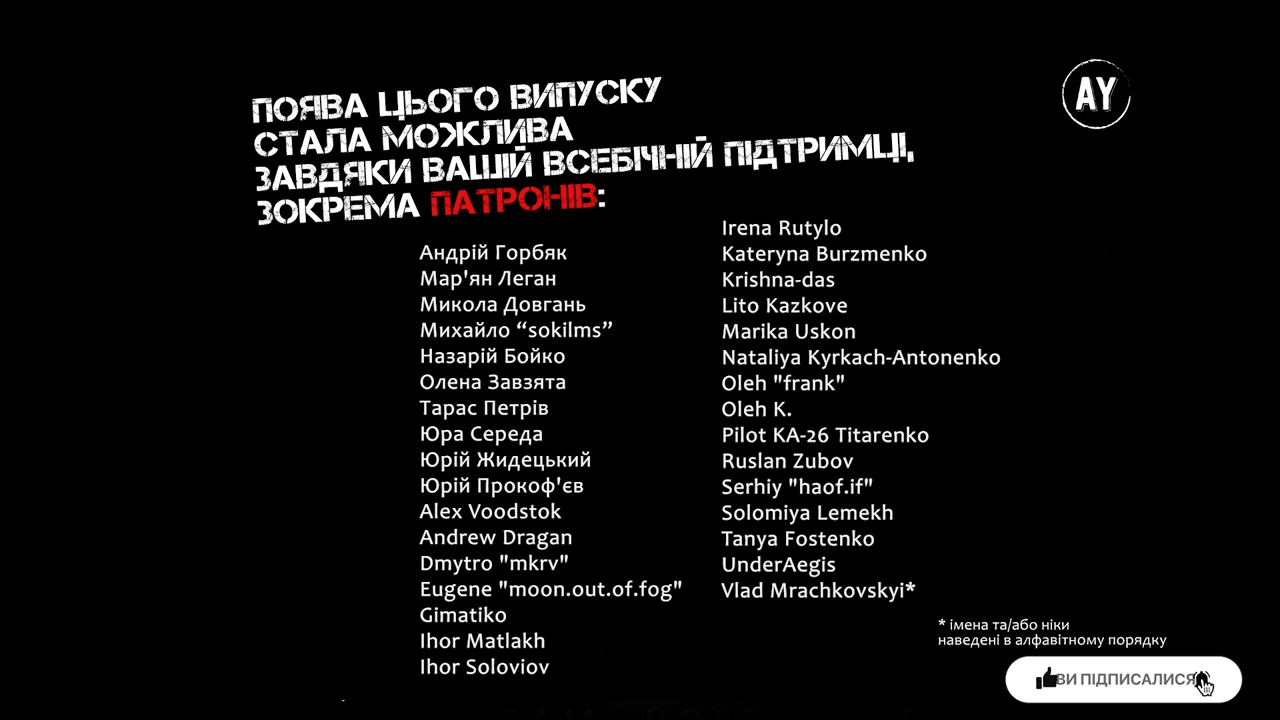 ПОЯВА ЦЬОГО ВИПУСКУ
СТАЛА МОЖЛИВА
ЗАВДЯКИ ВАШІЙ ВСЕБІЧНІЙ ПІДТРИМЦІ,
ЗОКРЕМА ПАТРОНІВ:
AY
Андрій Горбяк
Мар'ян Леган
Микола Довгань
Михайло “sokilms”
Назарій Бойко
Олена Завзята
Тарас Петрів
Юра Середа
Юрій Жидецький
Юрій Прокоф'єв
Alex Voodstok
Andrew Dragan
Dmytro "mkrv"
Eugene "moon.out.of.fog"
Gimatiko
Ihor Matlakh
Ihor Soloviov
Irena Rutylo
Kateryna Burzmenko
Krishna-das
Lito Kazkove
Marika Uskon
Nataliya Kyrkach-Antonenko
Oleh "frank"
Oleh K.
Pilot KA-26 Titarenko
Ruslan Zubov
Serhiy "haof.if"
Solomiya Lemekh
Tanya Fostenko
UnderAegis
Vlad Mrachkovskyi*
* імена та/або ніки
наведені в алфавітному порядку
ВИ ПІДПИСАЛИСЯ